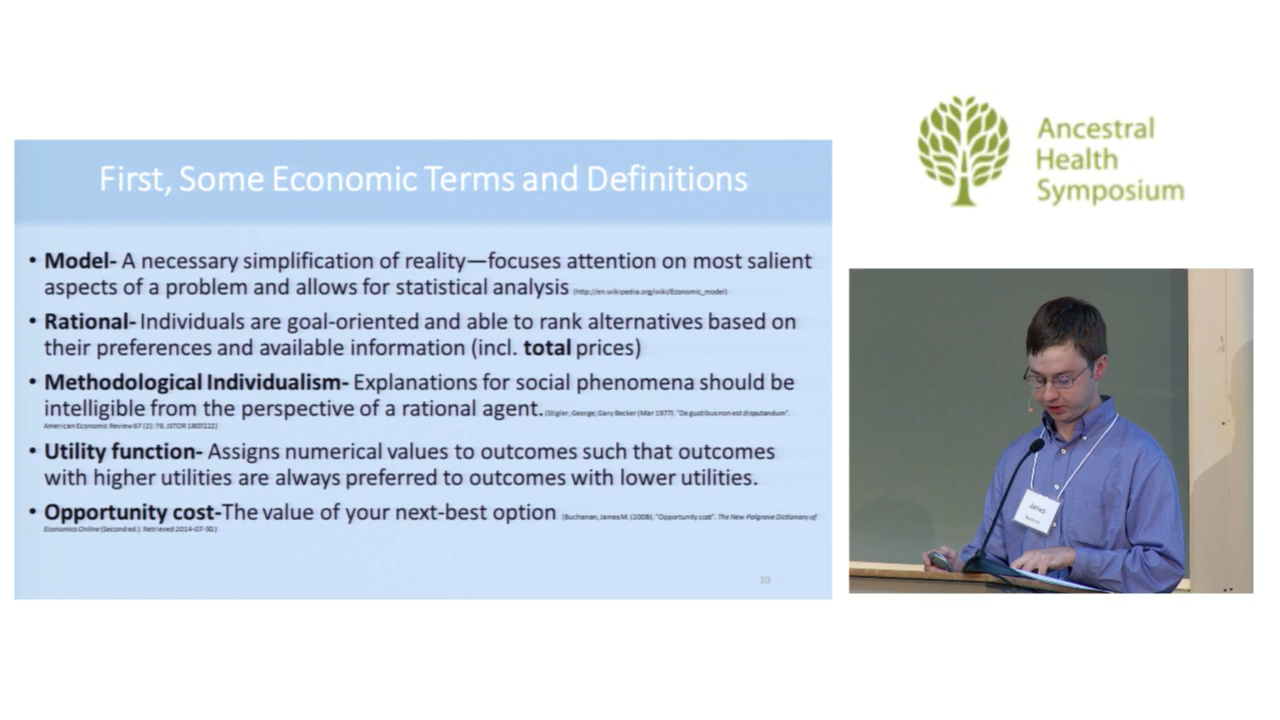 First, Some Economic Terms and Definitions
• Model- A necessary simplification of reality—focuses attention on most salient
aspects of a problem and allows for statistical analysis (http://en.wikipedia.org/wiki/Economic_model)
• Rational- Individuals are goal-oriented and able to rank alternatives based on
their preferences and available information (incl. total prices)
• Methodological Individualism- Explanations for social phenomena should be
intelligible from the perspective of a rational agent. (Stigler, George; Gary Becker (Mar 1977). "De gustibus non est disputandum".
American Economic Review 67 (2): 76. JSTOR 1807222)
• Utility function- Assigns numerical values to outcomes such that outcomes
with higher utilities are always preferred to outcomes with lower utilities.
• Opportunity cost-The value of your next-best option (Buchanan, James M. (2008). "Opportunity cost". The New Palgrave Dictionary of
Economics Online (Second ed.). Retrieved 2014-07-30.)
10
Ancestral
Health
Symposium
James